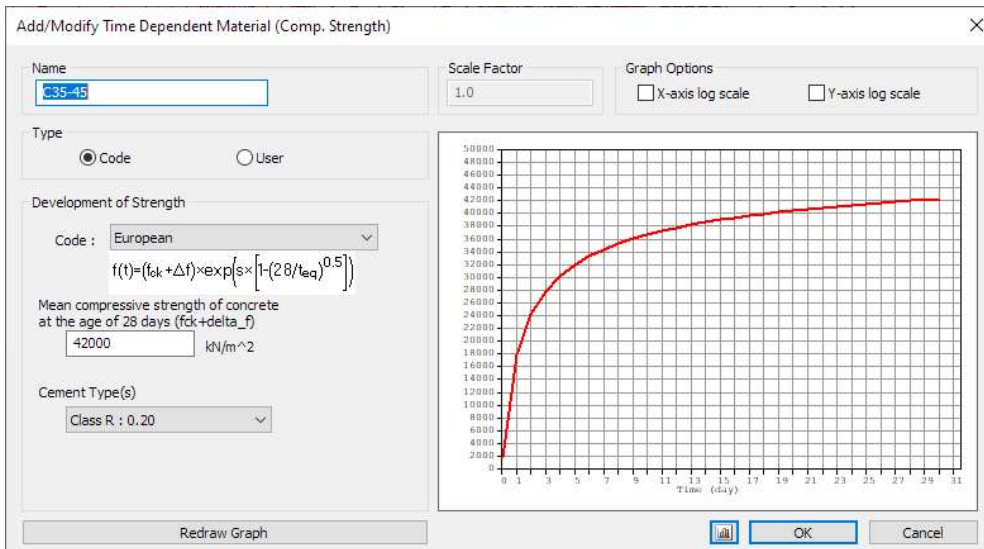 Add/Modify Time Dependent Material (Comp. Strength)
Name
C35-45
Scale Factor
1.0
Graph Options
X-axis log scale
Y-axis log scale
Type
Code
User
Development of Strength
Code :
European
f(t)=(fck+Δf)×exp{s×[1-(28/teq)^0.5]}
Mean compressive strength of concrete
at the age of 28 days (fck+delta_f)
42000 kN/m^2
Cement Type(s)
Class R : 0.20
50000
48000
46000
44000
42000
40000
38000
36000
34000
32000
30000
28000
26000
24000
22000
20000
18000
16000
14000
12000
10000
8000
6000
4000
2000
0
0 1 3 5 7 9 11 13 15 17 19 21 23 25 27 29 31
Time (day)
Redraw Graph
OK
Cancel